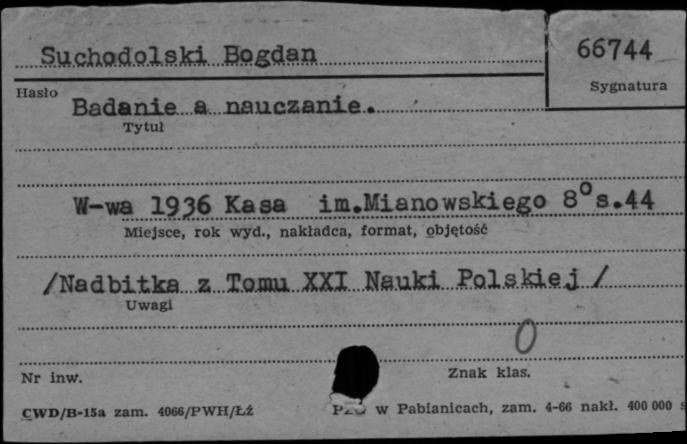 Suchodolski Bogdan 66744
Hasło Sygnatura
Badanie a nauczanie.
Tytuł
W-wa 1936 Kasa im.Mianowskiego 8° s.44
Miejsce, rok wyd., nakładca, format, objętość
/Nadbitka z Tomu XXI Nauki Polskiej/
Uwagi
0
Nr inw. Znak klas.
CWD/B-15a zam. 4066/PWH/Łź w Pabianicach, zam. 4-66 nakł. 400 000